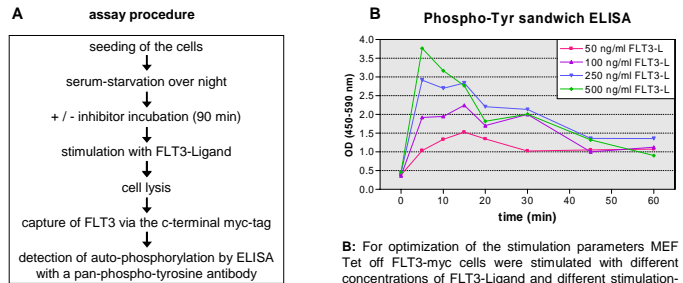 A
assay procedure
seeding of the cells
serum-starvation over night
+ / - inhibitor incubation (90 min)
stimulation with FLT3-Ligand
cell lysis
capture of FLT3 via the c-terminal myc-tag
detection of auto-phosphorylation by ELISA
with a pan-phospho-tyrosine antibody
B
Phospho-Tyr sandwich ELISA
OD (450-590 nm)
4.0
3.5
3.0
2.5
2.0
1.5
1.0
0.5
0.0
50 ng/ml FLT3-L
100 ng/ml FLT3-L
250 ng/ml FLT3-L
500 ng/ml FLT3-L
0 10 20 30 40 50 60
time (min)
B: For optimization of the stimulation parameters MEF
Tet off FLT3-myc cells were stimulated with different
concentrations of FLT3-Ligand and different stimulation-